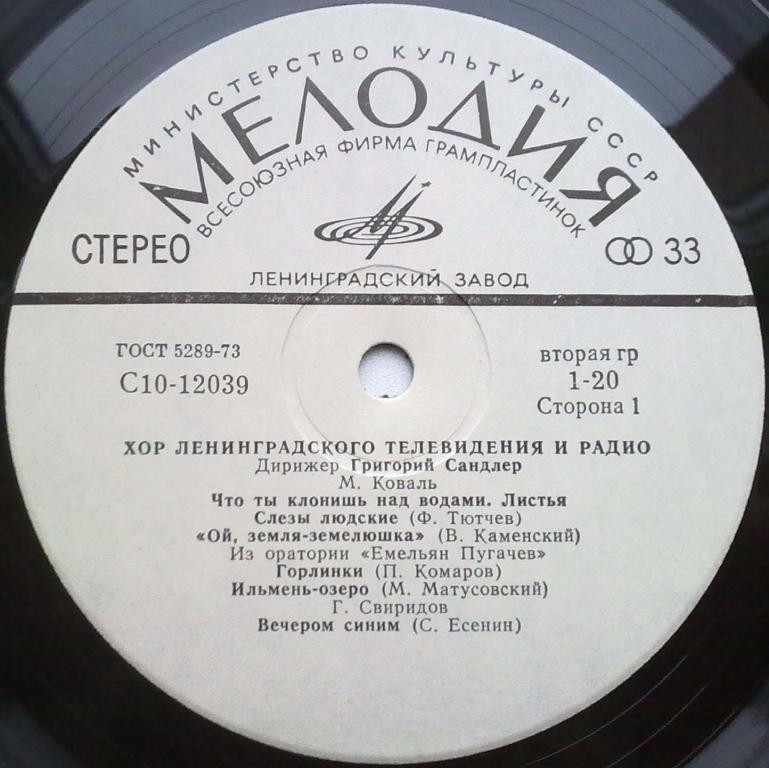 МИНИСТЕРСТВО КУЛЬТУРЫ СССР
МЕЛОДИЯ
ВСЕСОЮЗНАЯ ФИРМА ГРАМПЛАСТИНОК
СТЕРЕО
33
ЛЕНИНГРАДСКИЙ ЗАВОД
ГОСТ 5289-73
С10-12039
вторая гр
1-20
Сторона 1
ХОР ЛЕНИНГРАДСКОГО ТЕЛЕВИДЕНИЯ И РАДИО
Дирижер Григорий Сандлер
М. Коваль
Что ты клонишь над водами. Листья
Слезы людские (Ф. Тютчев)
«Ой, земля-земелюшка» (В. Каменский)
Из оратории «Емельян Пугачев»
Горлинки (П. Комаров)
Ильмень-озеро (М. Матусовский)
Г. Свиридов
Вечером синим (С. Есенин)